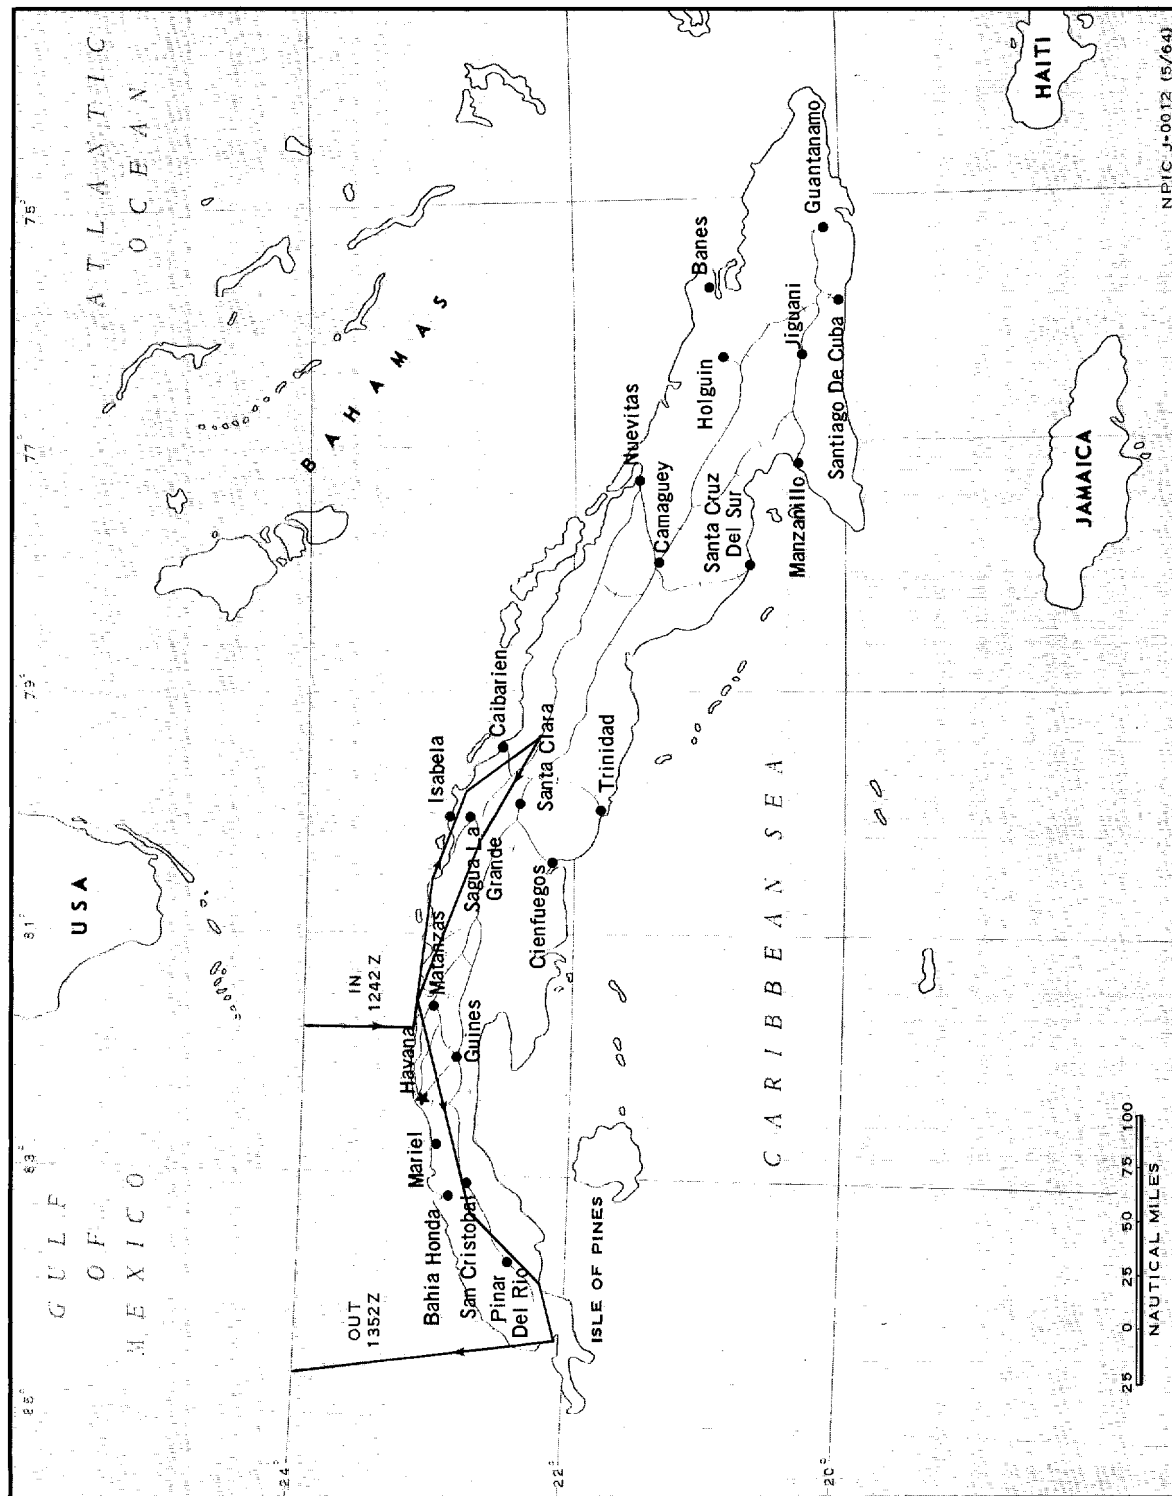 85°
83°
81°
79°
77°
75°
GULF
OF
MEXICO
USA
ATLANTIC
OCEAN
BAHAMAS
24°
22°
20°
OUT
1352Z
IN
1242 Z
Havana
Mariel
Bahia Honda
San Cristobal
Pinar
Del Rio
Guines
Matanzas
Isabela
Sagua La
Grande
Caibarien
Santa Clara
Cienfuegos
Trinidad
Nuevitas
Camaguey
Santa Cruz
Del Sur
Holguin
Banes
Manzanillo
Jiguani
Santiago De Cuba
Guantanamo
ISLE OF PINES
CARIBBEAN SEA
JAMAICA
HAITI
25 0 25 50 75 100
NAUTICAL MILES
NPIC J-0012 (5/64)